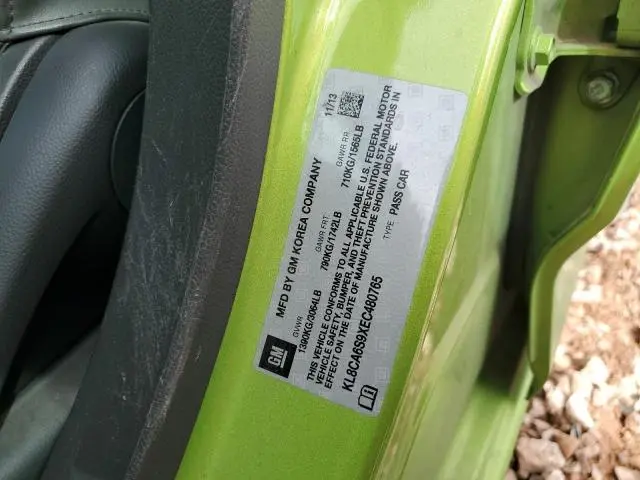 MFD BY GM KOREA COMPANY 11/13
GVWR GAWR FRT GAWR RR
1390KG/3064LB 790KG/1742LB 710KG/1565LB
THIS VEHICLE CONFORMS TO ALL APPLICABLE U.S. FEDERAL MOTOR
VEHICLE SAFETY, BUMPER, AND THEFT PREVENTION STANDARDS IN
EFFECT ON THE DATE OF MANUFACTURE SHOWN ABOVE.
TYPE: PASS CAR
KL8CA6S9XEC480765
GM